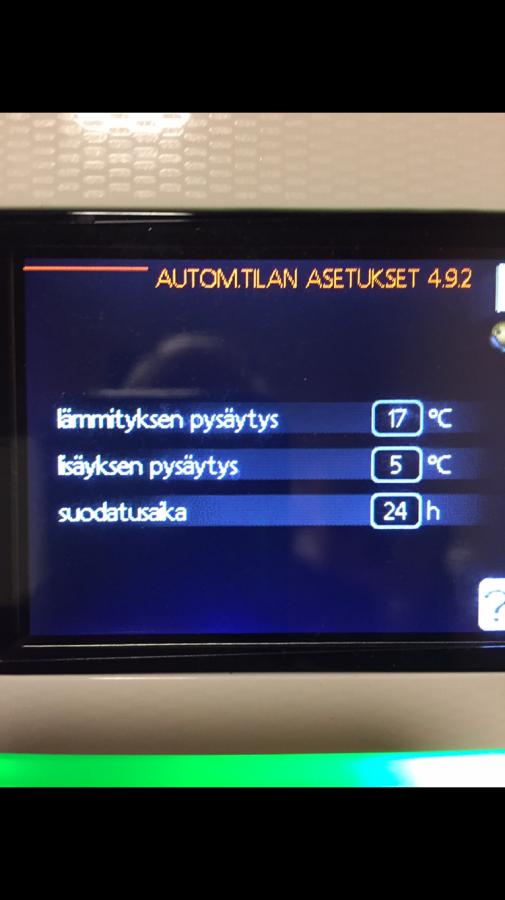 AUTOM.TILAN ASETUKSET 4.9.2
lämmityksen pysäytys 17 °C
lisäyksen pysäytys 5 °C
suodatusaika 24 h
?